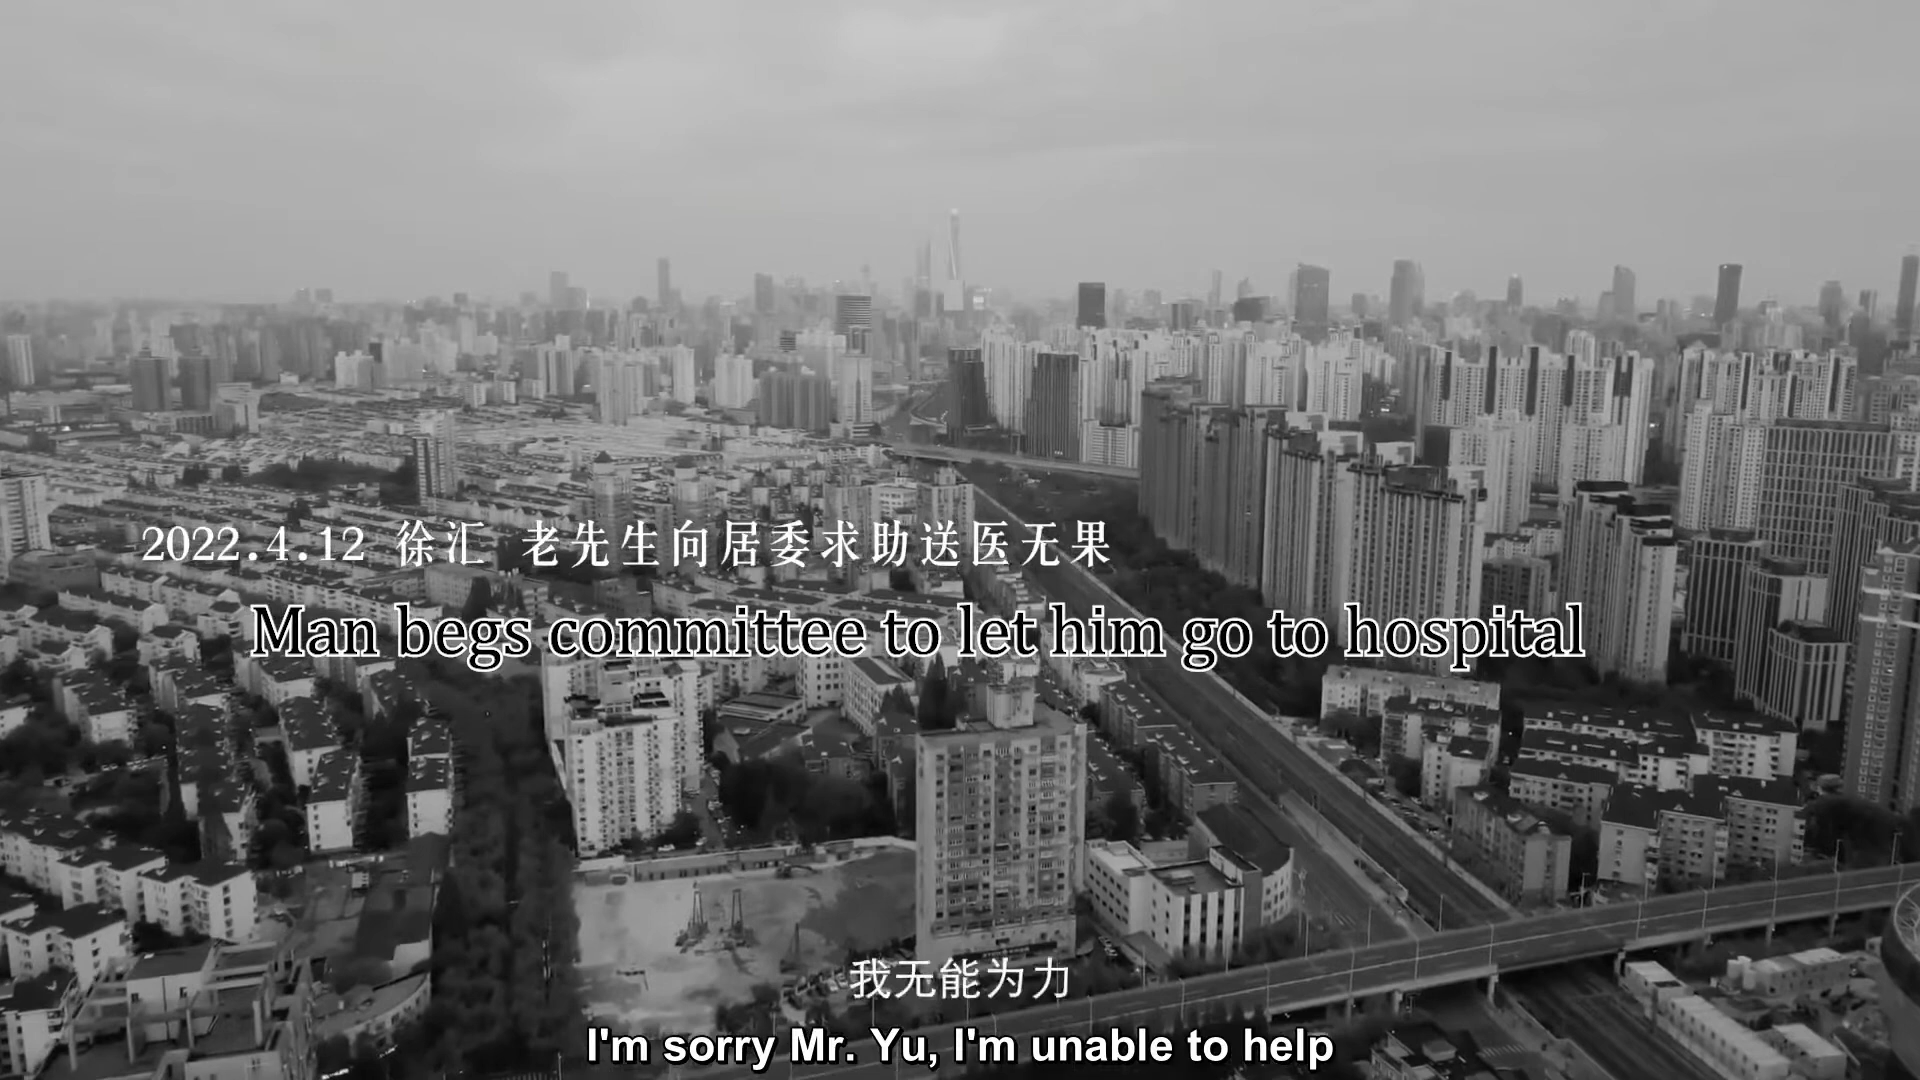 2022.4.12 徐汇 老先生向居委求助送医无果
Man begs committee to let him go to hospital
我无能为力
I'm sorry Mr. Yu, I'm unable to help